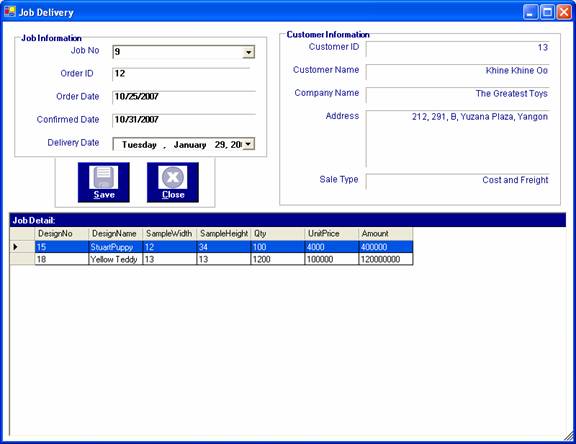 Job Delivery
Job Information
Job No 9
Order ID 12
Order Date 10/25/2007
Confirmed Date 10/31/2007
Delivery Date Tuesday , January 29, 20
Save Close
Customer Information
Customer ID 13
Customer Name Khine Khine Oo
Company Name The Greatest Toys
Address 212, 291, B, Yuzana Plaza, Yangon
Sale Type Cost and Freight
Job Detail:
DesignNo DesignName SampleWidth SampleHeight Qty UnitPrice Amount
15 StuartPuppy 12 34 100 4000 400000
18 Yellow Teddy 13 13 1200 100000 120000000